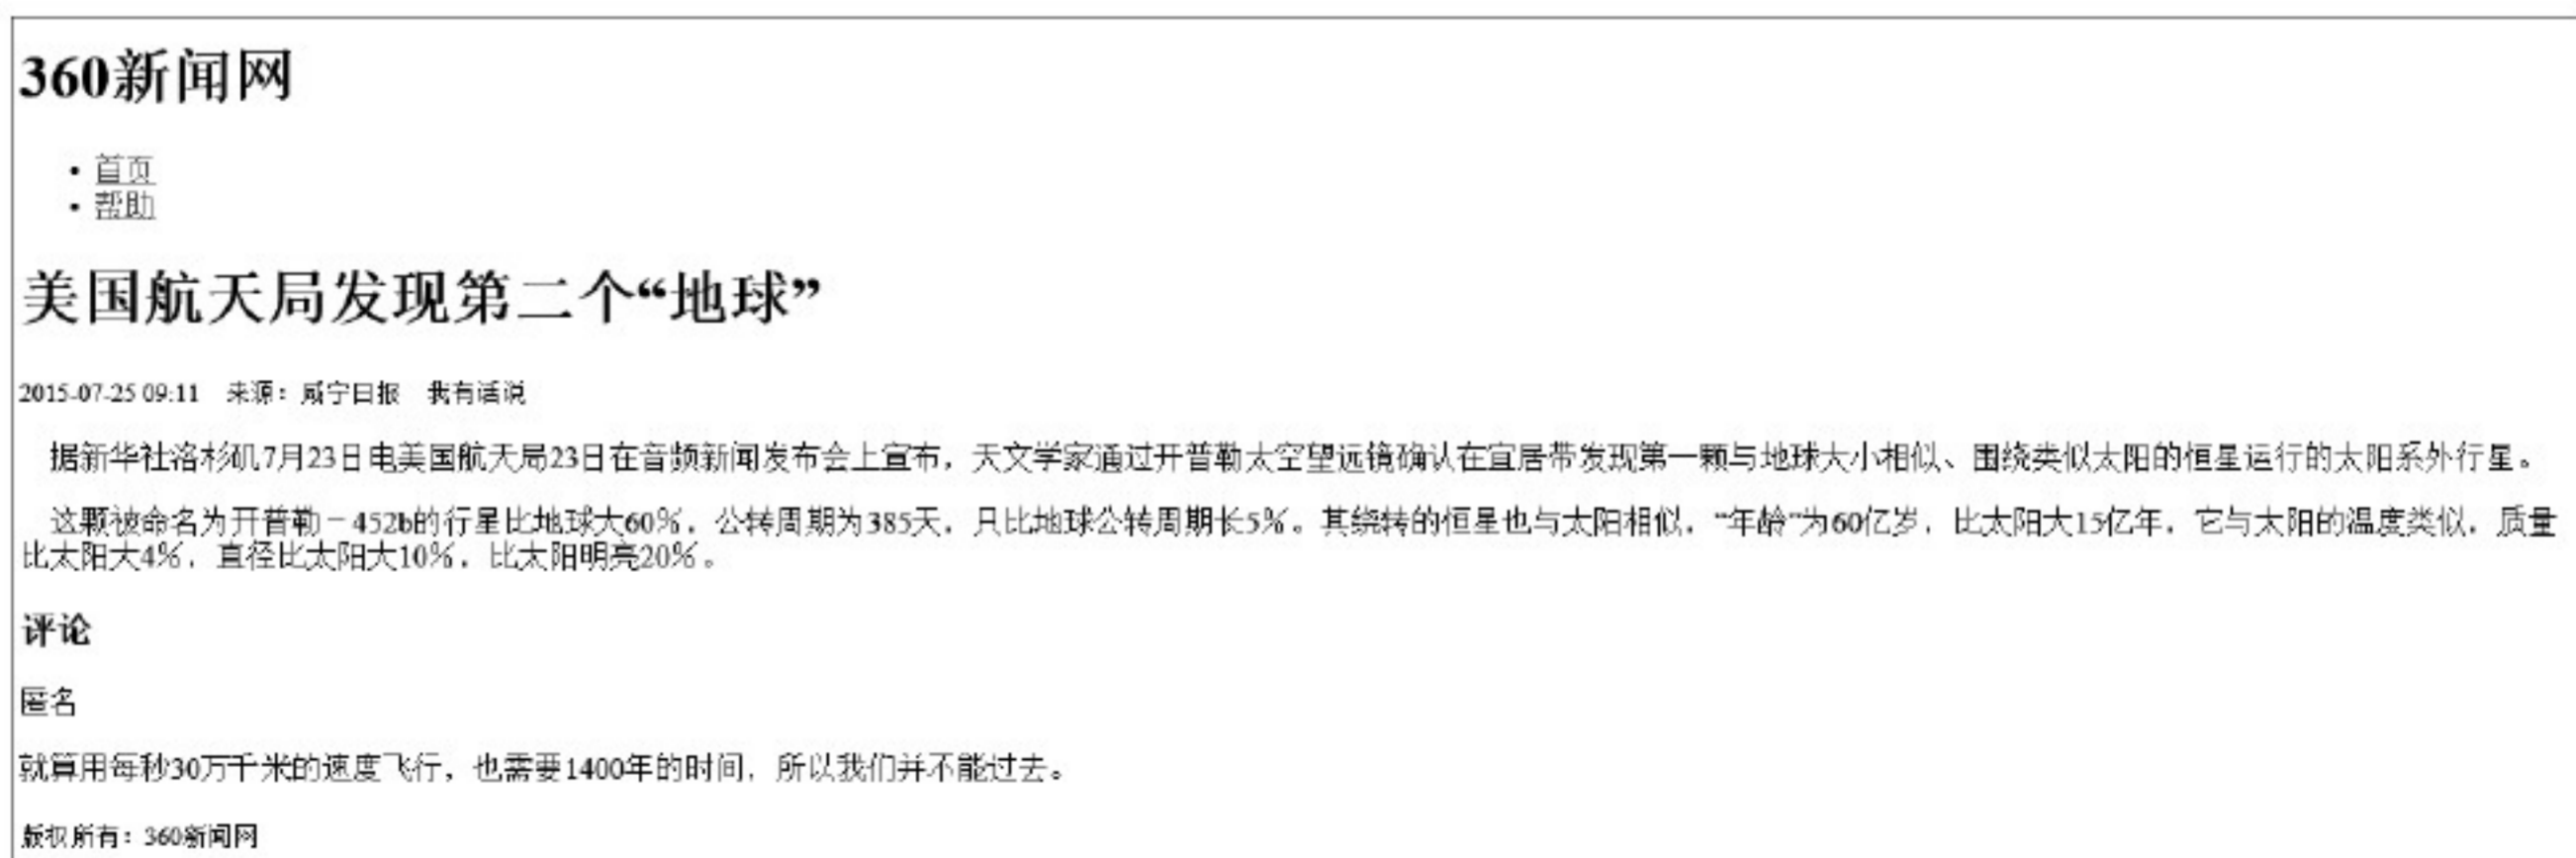 360新闻网
• 首页
• 帮助
美国航天局发现第二个“地球”
2015-07-25 09:11 来源：咸宁日报 我有话说
据新华社洛杉矶7月23日电美国航天局23日在音频新闻发布会上宣布，天文学家通过开普勒太空望远镜确认在宜居带发现第一颗与地球大小相似、围绕类似太阳的恒星运行的太阳系外行星。
这颗被命名为开普勒－452b的行星比地球大60%，公转周期为385天，只比地球公转周期长5%。其绕转的恒星也与太阳相似，“年龄”为60亿岁，比太阳大15亿年，它与太阳的温度类似，质量
比太阳大4%，直径比太阳大10%，比太阳明亮20%。
评论
匿名
就算用每秒30万千米的速度飞行，也需要1400年的时间，所以我们并不能过去。
版权所有：360新闻网